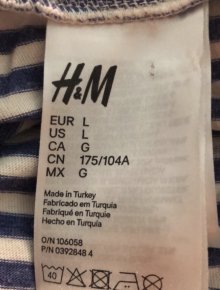 H&M
EUR L
US L
CA G
CN 175/104A
MX G
Made in Turkey
Fabricado em Turquia
Fabriqué en Turquie
Hecho en Turquía
O/N 106058
P/N 0392848 4
40